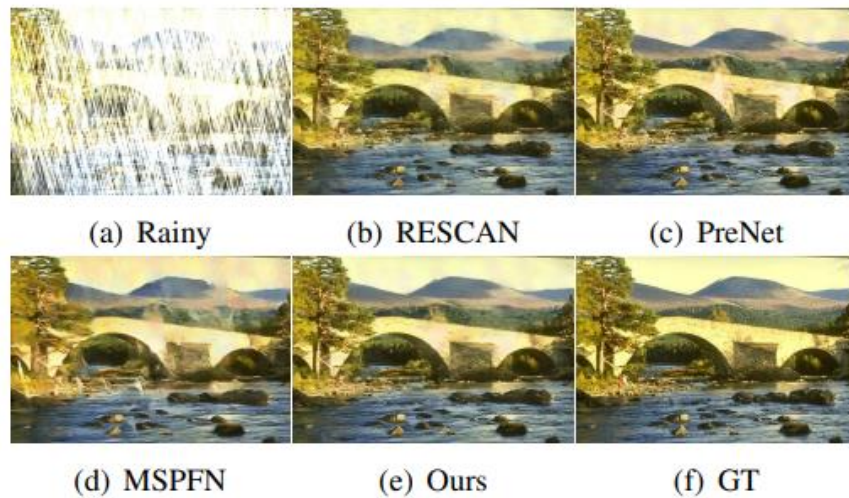 (a) Rainy
(b) RESCAN
(c) PreNet
(d) MSPFN
(e) Ours
(f) GT